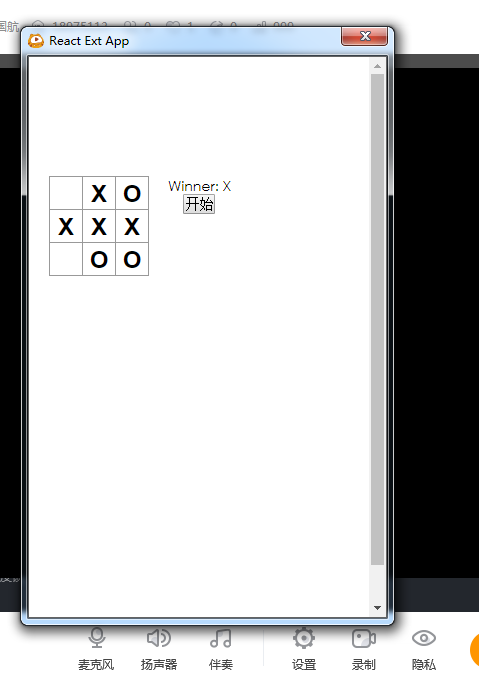 React Ext App
X O
Winner: X
开始
X X X
O O
麦克风 扬声器 伴奏 设置 录制 隐私